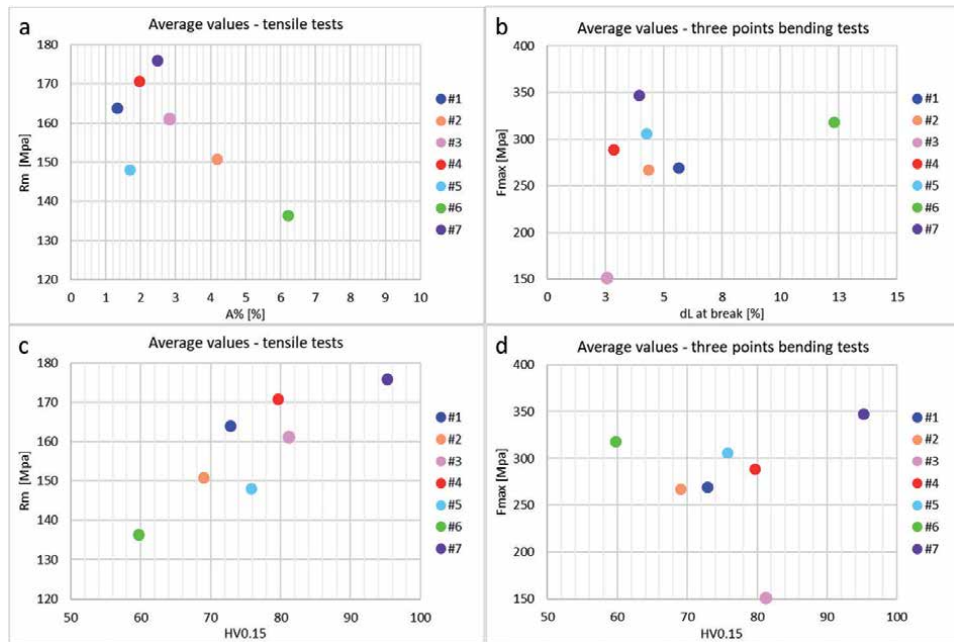 a
Average values - tensile tests
180
170
160
150
140
130
120
Rm [Mpa]
0 1 2 3 4 5 6 7 8 9 10
A% [%]
#1
#2
#3
#4
#5
#6
#7
b
Average values - three points bending tests
400
350
300
250
200
150
Fmax [Mpa]
0 3 5 8 10 13 15
dL at break [%]
#1
#2
#3
#4
#5
#6
#7
c
Average values - tensile tests
180
170
160
150
140
130
120
Rm [Mpa]
50 60 70 80 90 100
HV0.15
#1
#2
#3
#4
#5
#6
#7
d
Average values - three points bending tests
400
350
300
250
200
150
Fmax [Mpa]
50 60 70 80 90 100
HV0.15
#1
#2
#3
#4
#5
#6
#7